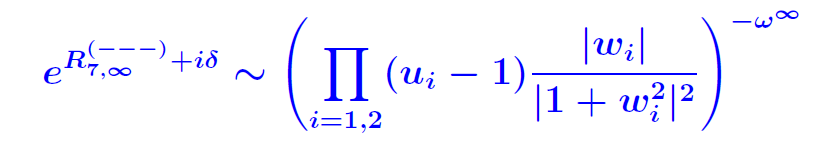 e^{R_{7,\infty}^{(---)}+i\delta} \sim \left( \prod_{i=1,2} (u_i - 1) \frac{|w_i|}{|1 + w_i^2|^2} \right)^{-\omega^\infty}